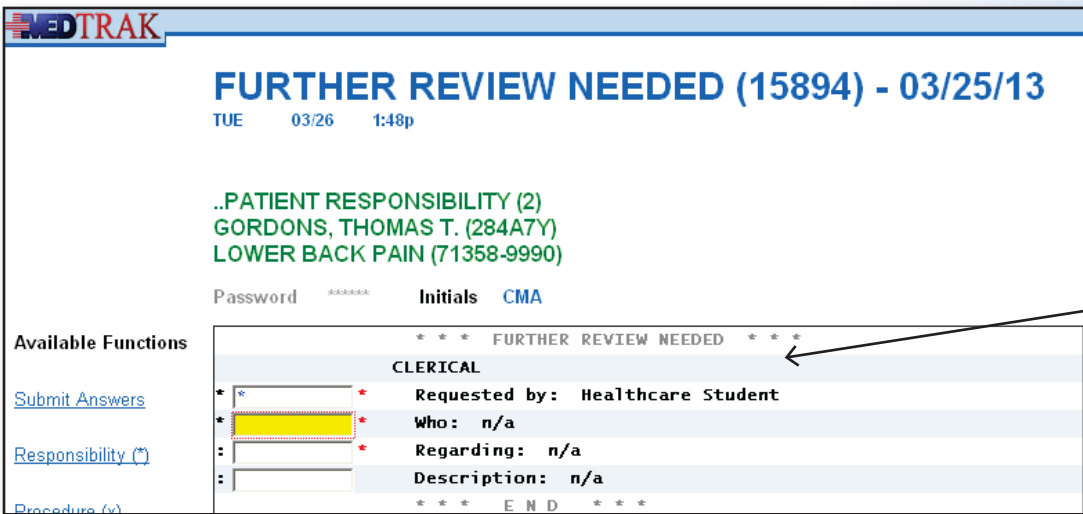 MEDTRAK
FURTHER REVIEW NEEDED (15894) - 03/25/13
TUE 03/26 1:48p
..PATIENT RESPONSIBILITY (2)
GORDONS, THOMAS T. (284A7Y)
LOWER BACK PAIN (71358-9990)
Password ****** Initials CMA
Available Functions
* * * FURTHER REVIEW NEEDED * * *
CLERICAL
Submit Answers
* * * Requested by: Healthcare Student
* * Who: n/a
Responsibility (*)
: * Regarding: n/a
: Description: n/a
Procedure (x)
* * * E N D * * *